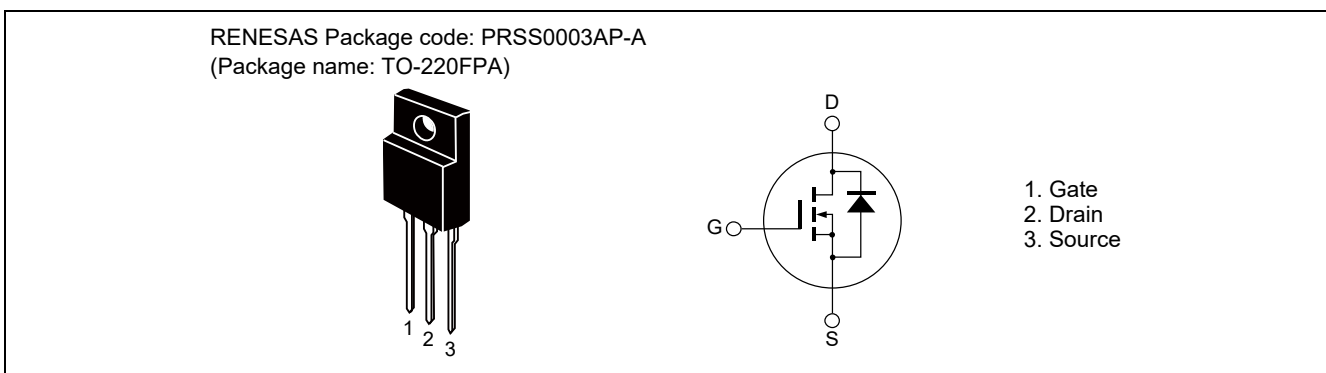 RENESAS Package code: PRSS0003AP-A
(Package name: TO-220FPA)
1
2
3
D
G
S
1. Gate
2. Drain
3. Source